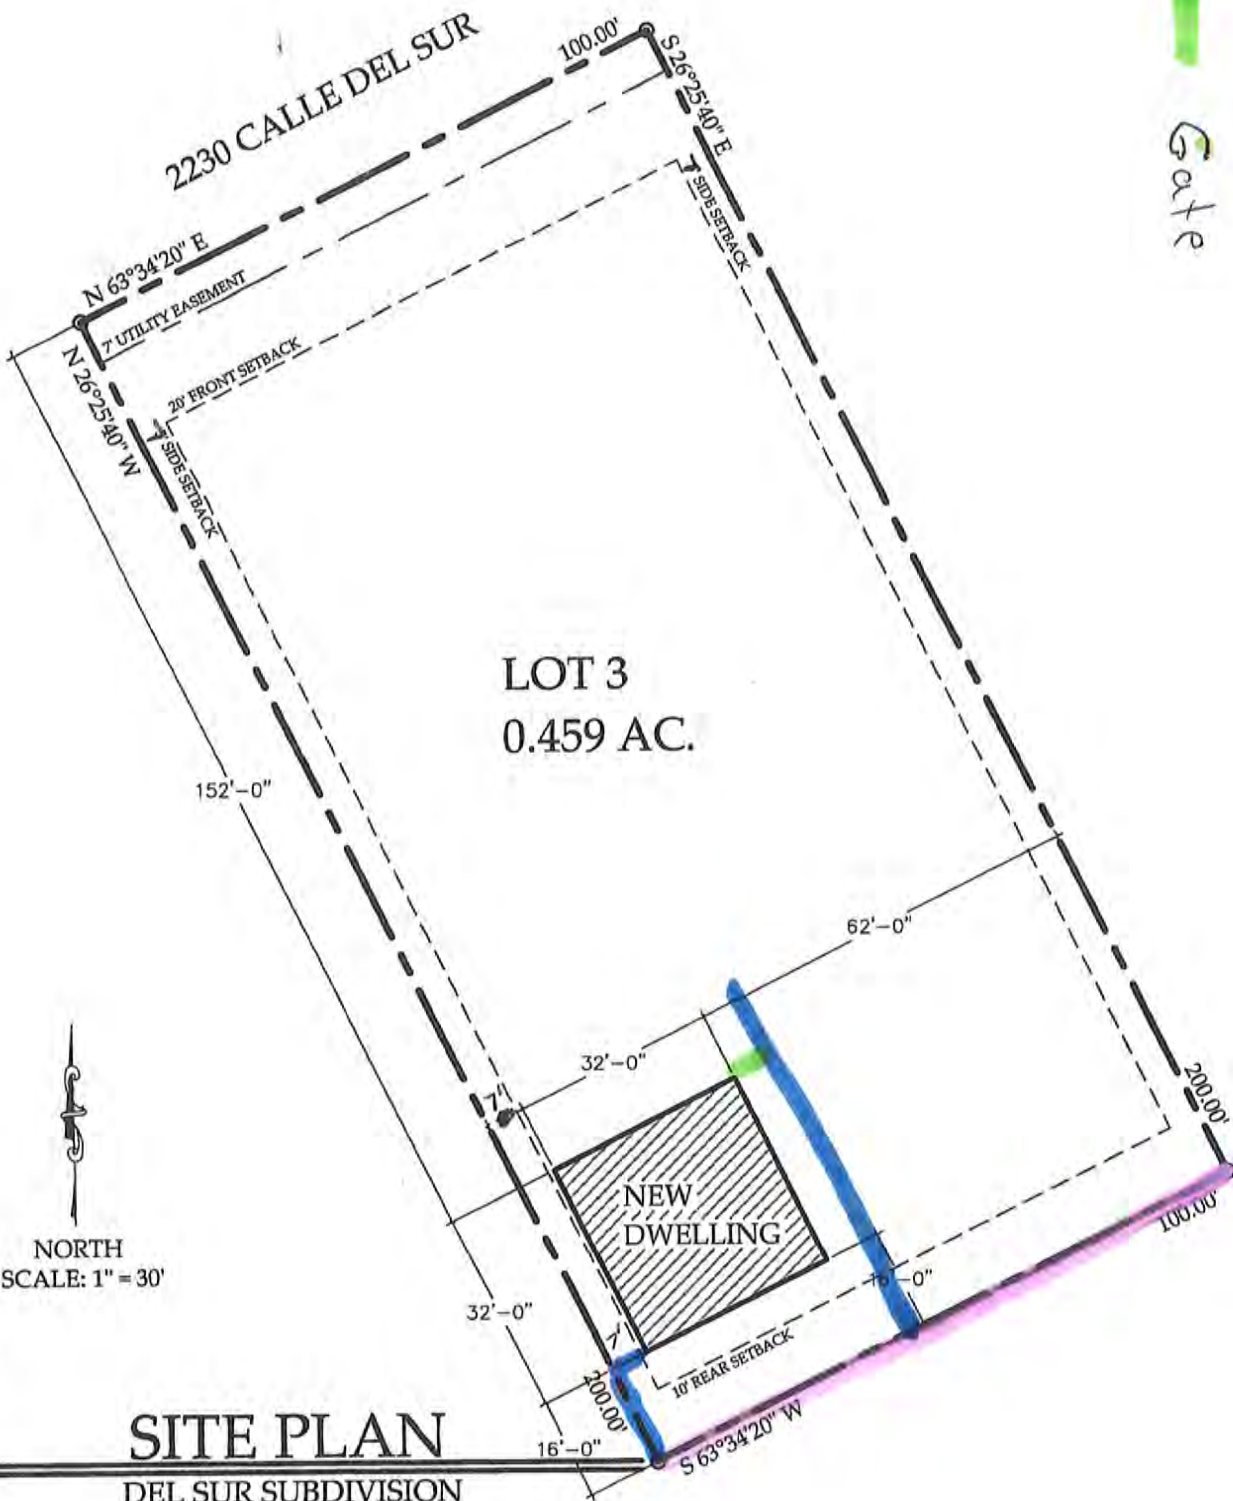 Gate
2230 CALLE DEL SUR
100.00'
S 26°25'40" E
N 63°34'20" E
7' UTILITY EASEMENT
7' SIDE SETBACK
N 26°25'40" W
20' FRONT SETBACK
7' SIDE SETBACK
LOT 3
0.459 AC.
152'-0"
62'-0"
32'-0"
7'
200.00'
NEW
DWELLING
100.00'
NORTH
SCALE: 1" = 30'
16'-0"
32'-0"
7'
10' REAR SETBACK
200.00'
SITE PLAN
16'-0"
S 63°34'20" W
DEL SUR SUBDIVISION